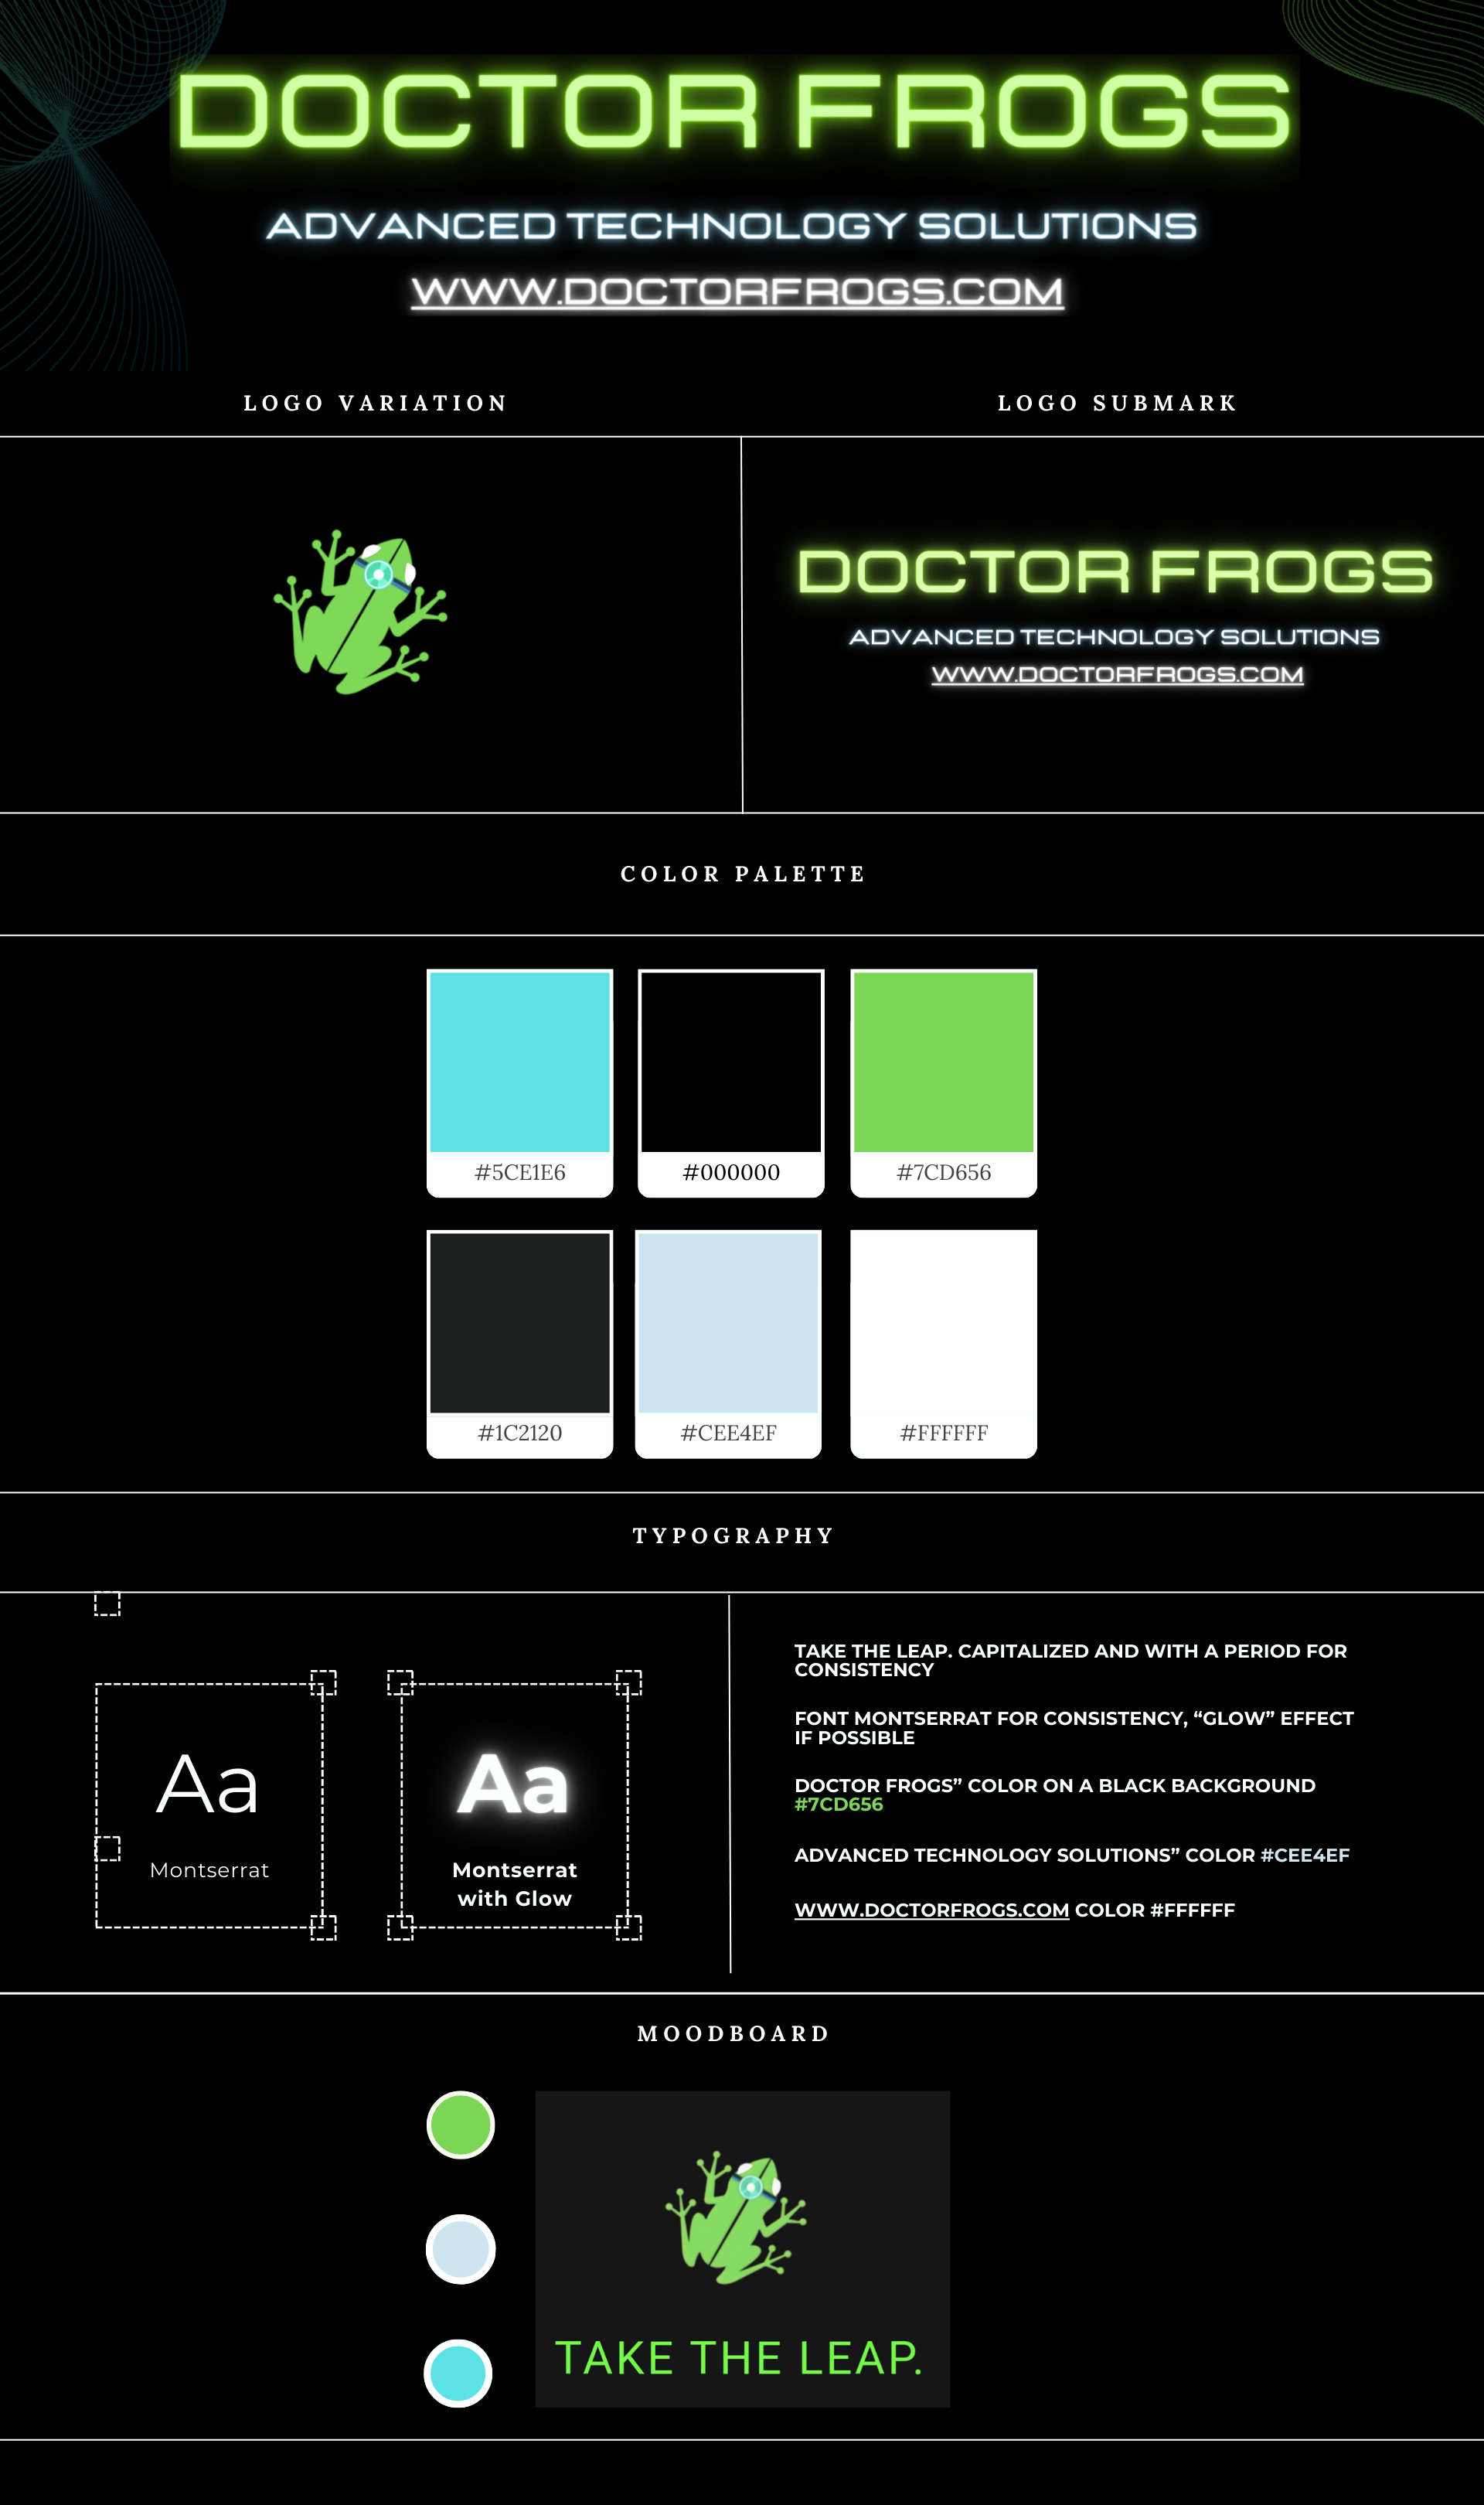 DOCTOR FROGS
ADVANCED TECHNOLOGY SOLUTIONS
WWW.DOCTORFROGS.COM
LOGO VARIATION
LOGO SUBMARK
DOCTOR FROGS
ADVANCED TECHNOLOGY SOLUTIONS
WWW.DOCTORFROGS.COM
COLOR PALETTE
#5CE1E6
#000000
#7CD656
#1C2120
#CEE4EF
#FFFFFF
TYPOGRAPHY
Aa
Montserrat
Aa
Montserrat
with Glow
TAKE THE LEAP. CAPITALIZED AND WITH A PERIOD FOR
CONSISTENCY
FONT MONTSERRAT FOR CONSISTENCY, “GLOW” EFFECT
IF POSSIBLE
DOCTOR FROGS” COLOR ON A BLACK BACKGROUND
#7CD656
ADVANCED TECHNOLOGY SOLUTIONS” COLOR #CEE4EF
WWW.DOCTORFROGS.COM COLOR #FFFFFF
MOODBOARD
TAKE THE LEAP.